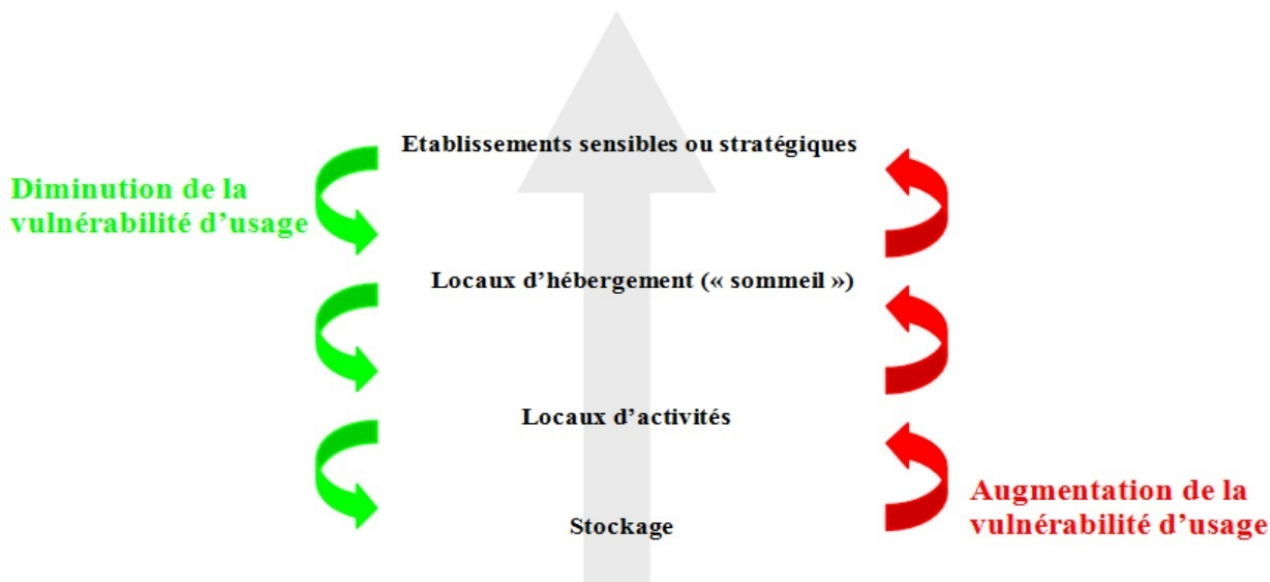 Etablissements sensibles ou stratégiques
Diminution de la
vulnérabilité d’usage
Locaux d’hébergement (« sommeil »)
Locaux d’activités
Augmentation de la
vulnérabilité d’usage
Stockage